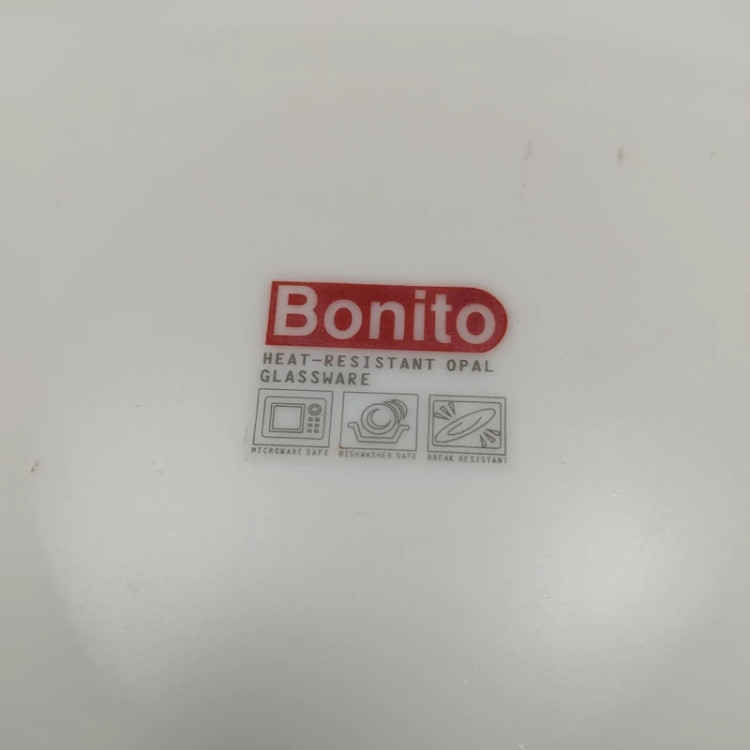 Bonito
HEAT-RESISTANT OPAL
GLASSWARE
MICROWAVE SAFE DISHWASHER SAFE BREAK RESISTANT